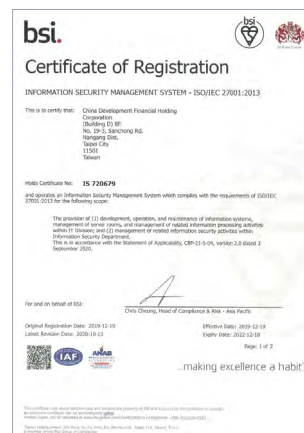 bsi.
bsi
Certificate of Registration
INFORMATION SECURITY MANAGEMENT SYSTEM - ISO/IEC 27001:2013
This is to certify that: China Development Financial Holding
Corporation
(Building D) 8F.
No. 19-3, Sanchong Rd.
Nangang Dist.
Taipei City
11501
Taiwan
Holds Certificate No: IS 720679
and operates an Information Security Management System which complies with the requirements of ISO/IEC
27001:2013 for the following scope:
The provision of (1) development, operation, and maintenance of information systems,
management of server rooms, and management of related information processing activities
within IT Division; and (2) management of related information security activities within
Information Security Department.
This is in accordance with the Statement of Applicability, version 2.0 dated
September 2020.
For and on behalf of BSI:
Chris Cheung, Head of Compliance & Risk - Asia Pacific
Original Registration Date: 2019-12-19
Effective Date: 2019-12-19
Latest Revision Date: 2020-10-13
Expiry Date: 2022-12-18
Page: 1 of 2
IAF
ANAB
...making excellence a habit.